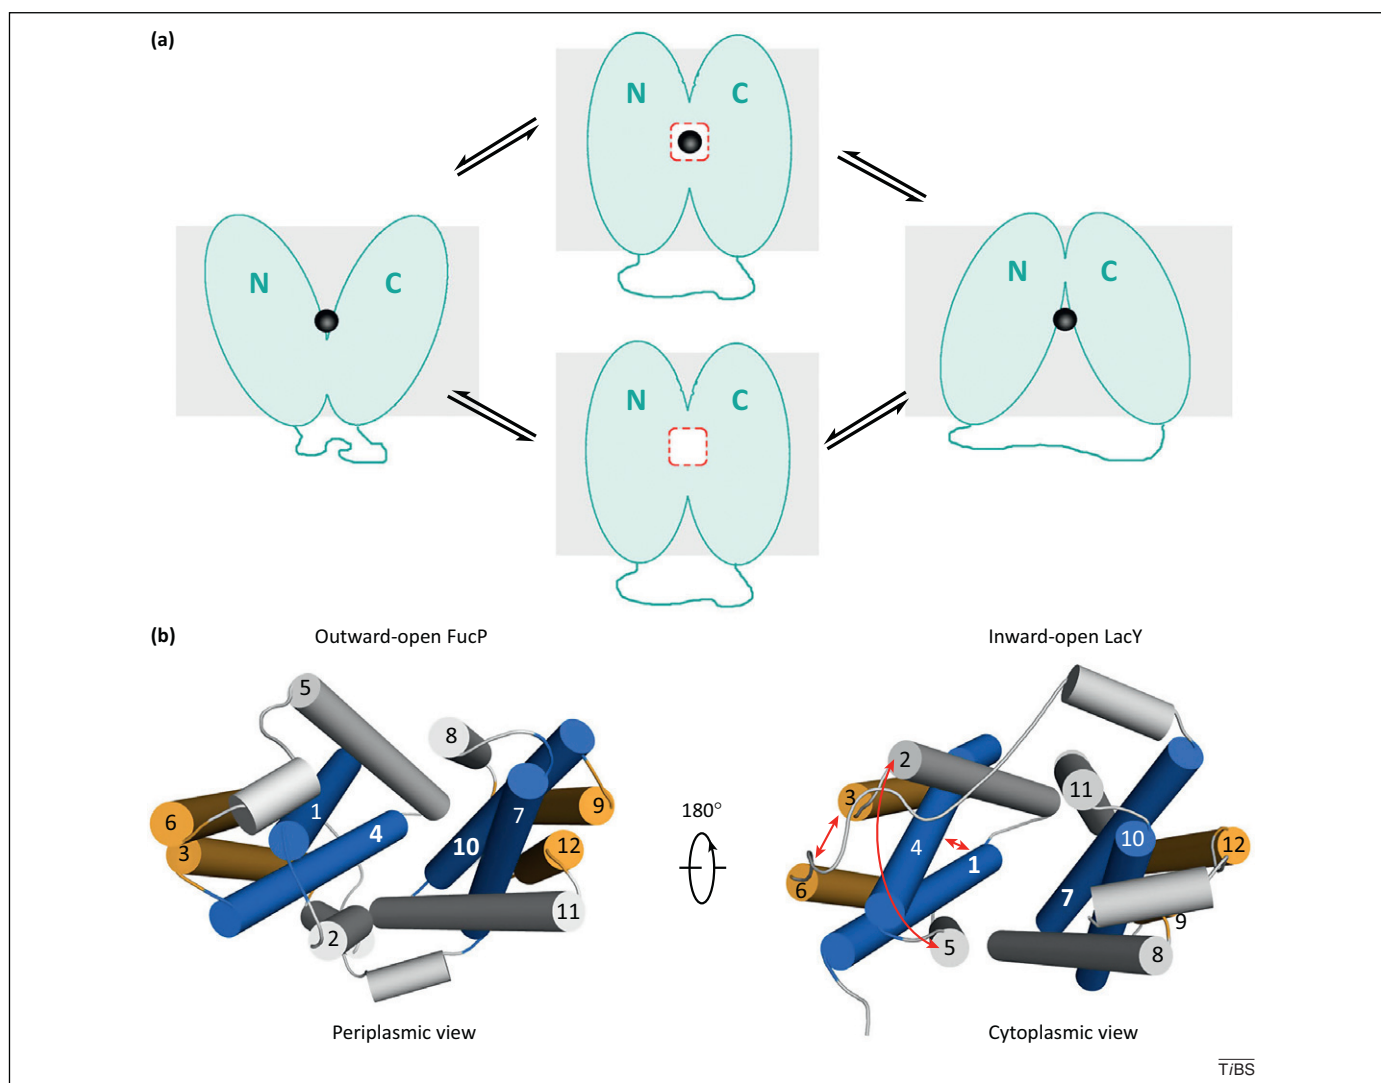 (a)
N C
N C
N C
N C
(b)
Outward-open FucP
Inward-open LacY
5
8
1
7
9
6
4
3
10
12
2
11
Periplasmic view
180°
2
3
11
4
10
12
6
1
7
9
5
8
Cytoplasmic view
TiBS